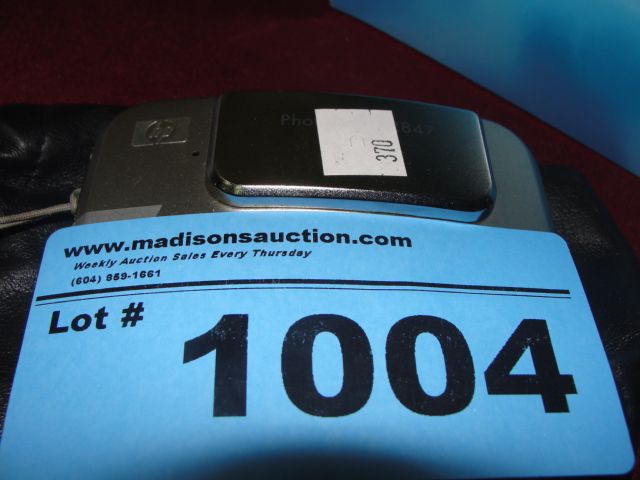 hp
370
www.madisonsauction.com
Weekly Auction Sales Every Thursday
(604) 859-1661
Lot # 1004